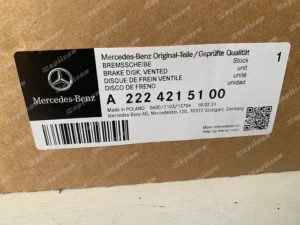 Mercedes-Benz Original-Teile/Geprüfte Qualität
BREMSSCHEIBE
BRAKE DISK, VENTED
DISQUE DE FREIN VENTILE
DISCO DE FRENO
Stück
unit
unité
unidad
1
Mercedes-Benz
A 222 421 51 00
Made in POLAND
Mercedes-Benz AG, Mercedesstr. 120, 70372 Stuttgart, Germany